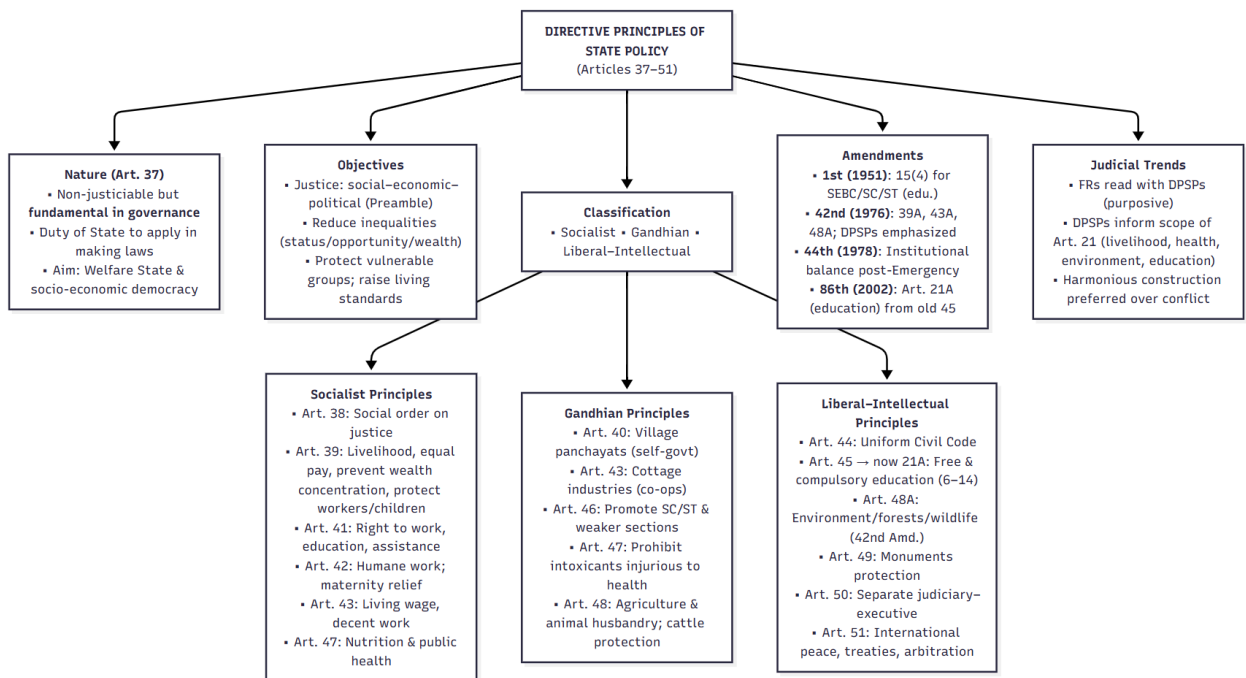 DIRECTIVE PRINCIPLES OF
STATE POLICY
(Articles 37–51)
Nature (Art. 37)
▪ Non-justiciable but
fundamental in governance
▪ Duty of State to apply in
making laws
▪ Aim: Welfare State &
socio-economic democracy
Objectives
▪ Justice: social–economic–
political (Preamble)
▪ Reduce inequalities
(status/opportunity/wealth)
▪ Protect vulnerable
groups; raise living
standards
Classification
▪ Socialist ▪ Gandhian ▪
Liberal–Intellectual
Amendments
▪ 1st (1951): 15(4) for
SEBC/SC/ST (edu.)
▪ 42nd (1976): 39A, 43A,
48A; DPSPs emphasized
▪ 44th (1978): Institutional
balance post-Emergency
▪ 86th (2002): Art. 21A
(education) from old 45
Judicial Trends
▪ FRs read with DPSPs
(purposive)
▪ DPSPs inform scope of
Art. 21 (livelihood, health,
environment, education)
▪ Harmonious construction
preferred over conflict
Socialist Principles
▪ Art. 38: Social order on
justice
▪ Art. 39: Livelihood, equal
pay, prevent wealth
concentration, protect
workers/children
▪ Art. 41: Right to work,
education, assistance
▪ Art. 42: Humane work;
maternity relief
▪ Art. 43: Living wage,
decent work
▪ Art. 47: Nutrition & public
health
Gandhian Principles
▪ Art. 40: Village
panchayats (self-govt)
▪ Art. 43: Cottage
industries (co-ops)
▪ Art. 46: Promote SC/ST &
weaker sections
▪ Art. 47: Prohibit
intoxicants injurious to
health
▪ Art. 48: Agriculture &
animal husbandry; cattle
protection
Liberal–Intellectual
Principles
▪ Art. 44: Uniform Civil Code
▪ Art. 45 → now 21A: Free &
compulsory education (6–14)
▪ Art. 48A:
Environment/forests/wildlife
(42nd Amd.)
▪ Art. 49: Monuments
protection
▪ Art. 50: Separate judiciary–
executive
▪ Art. 51: International
peace, treaties, arbitration